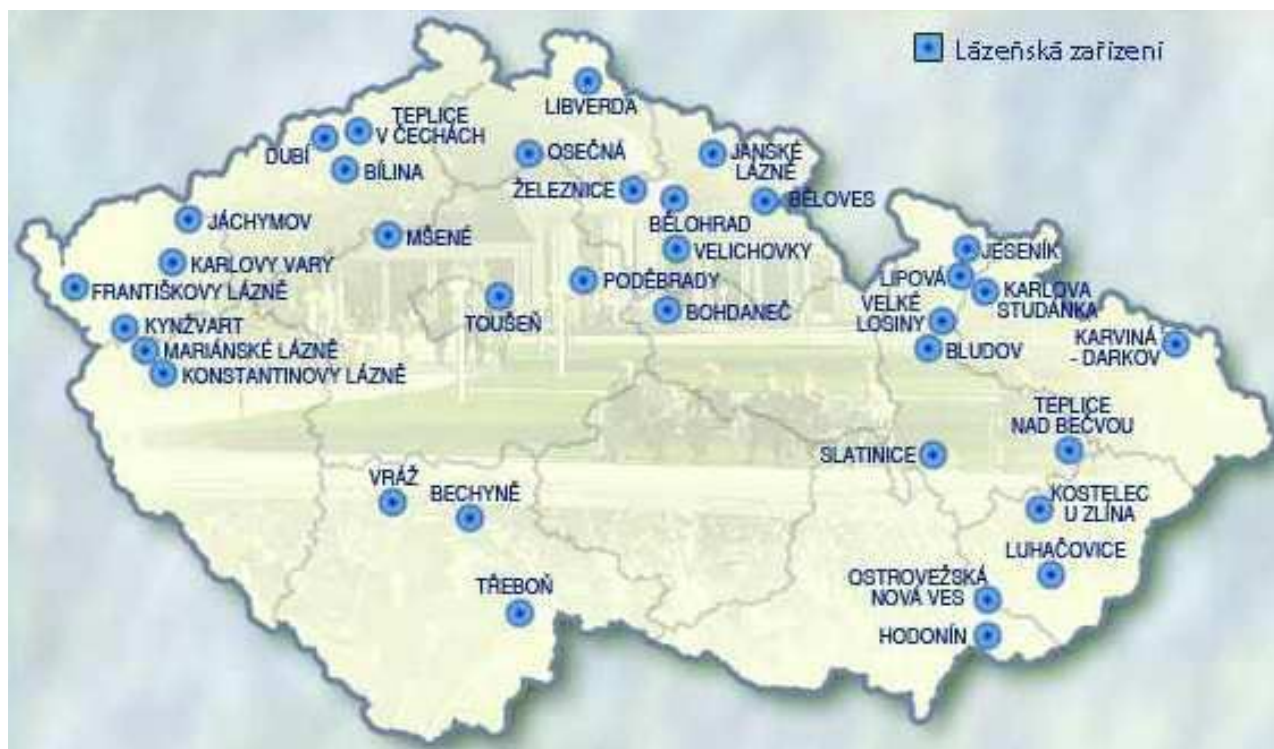 Lázeňská zařízení
LIBVERDA
TEPLICE
V ČECHÁCH
DUBÍ
BÍLINA
OSEČNÁ
JANSKÉ
LÁZNĚ
ŽELEZNICE
BĚLOHRAD
BĚLOVES
JÁCHYMOV
MŠENÉ
VELICHOVKY
JESENÍK
KARLOVY VARY
LIPOVÁ
FRANTIŠKOVY LÁZNĚ
PODĚBRADY
KARLOVA
STUDÁNKA
TOUŠEŇ
BOHDANEČ
VELKÉ
LOSINY
KYNŽVART
MARIÁNSKÉ LÁZNĚ
BLUDOV
KARVINÁ
- DARKOV
KONSTANTINOVY LÁZNĚ
TEPLICE
NAD BEČVOU
SLATINICE
VRÁŽ
BECHYNĚ
KOSTELEC
U ZLÍNA
LUHAČOVICE
TŘEBOŇ
OSTROVEŽSKÁ
NOVÁ VES
HODONÍN